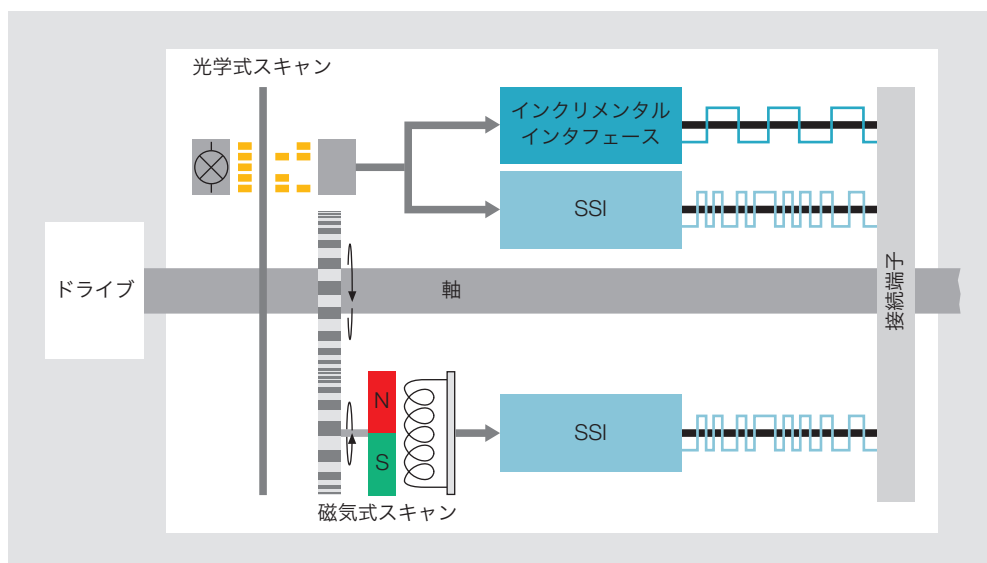 光学式スキャン
インクリメンタル
インタフェース
SSI
ドライブ
軸
接続端子
N
S
SSI
磁気式スキャン